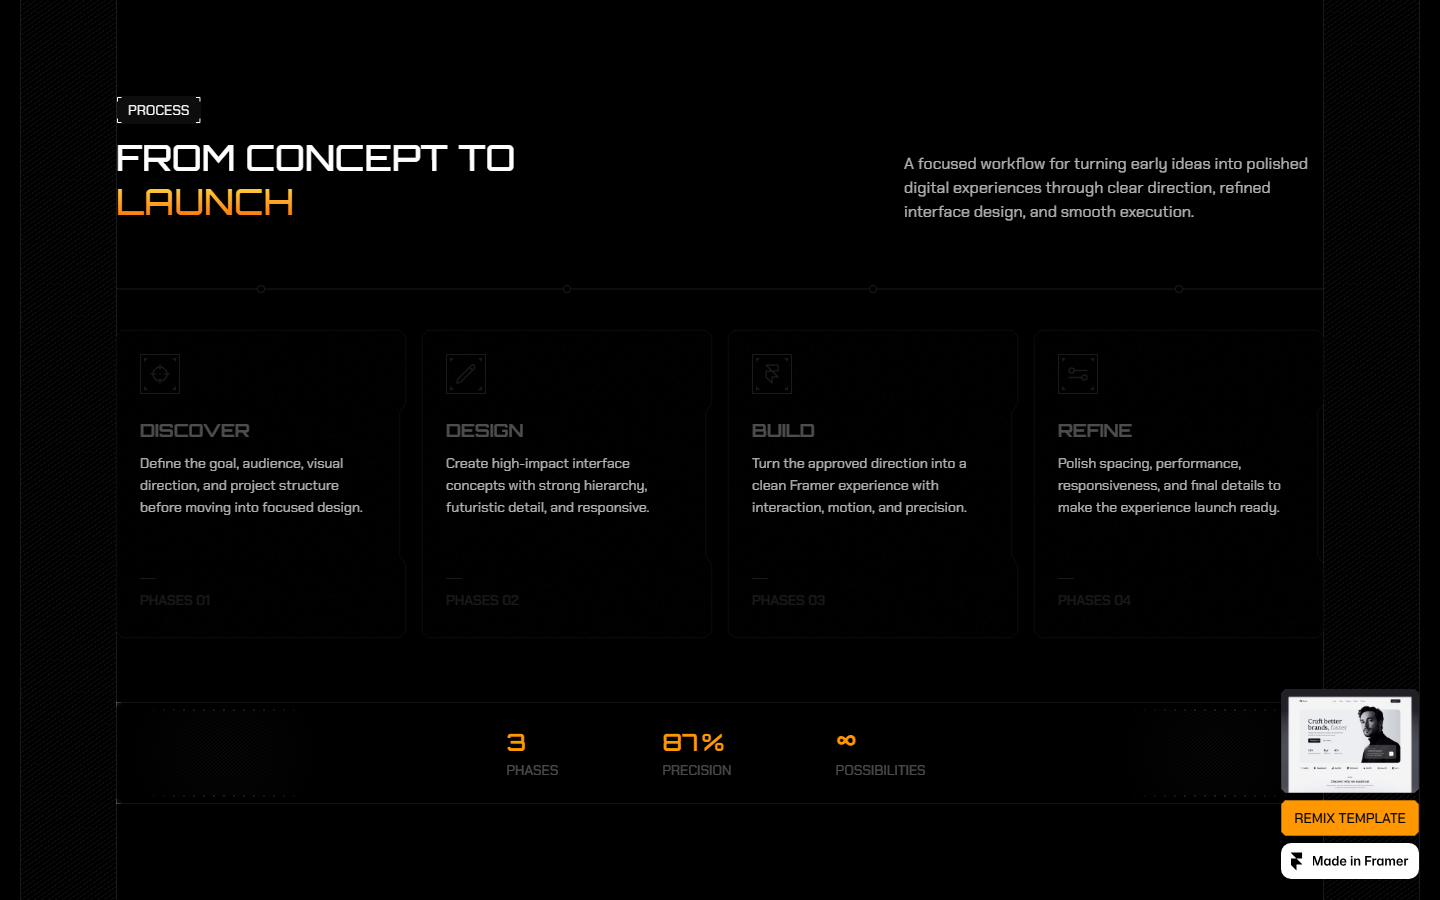 PROCESS
FROM CONCEPT TO
LAUNCH
A focused workflow for turning early ideas into polished
digital experiences through clear direction, refined
interface design, and smooth execution.
DISCOVER
Define the goal, audience, visual
direction, and project structure
before moving into focused design.
PHASES 01
DESIGN
Create high-impact interface
concepts with strong hierarchy,
futuristic detail, and responsive.
PHASES 02
BUILD
Turn the approved direction into a
clean Framer experience with
interaction, motion, and precision.
PHASES 03
REFINE
Polish spacing, performance,
responsiveness, and final details to
make the experience launch ready.
PHASES 04
3
PHASES
87%
PRECISION
∞
POSSIBILITIES
Craft better
brands, faster
REMIX TEMPLATE
Made in Framer